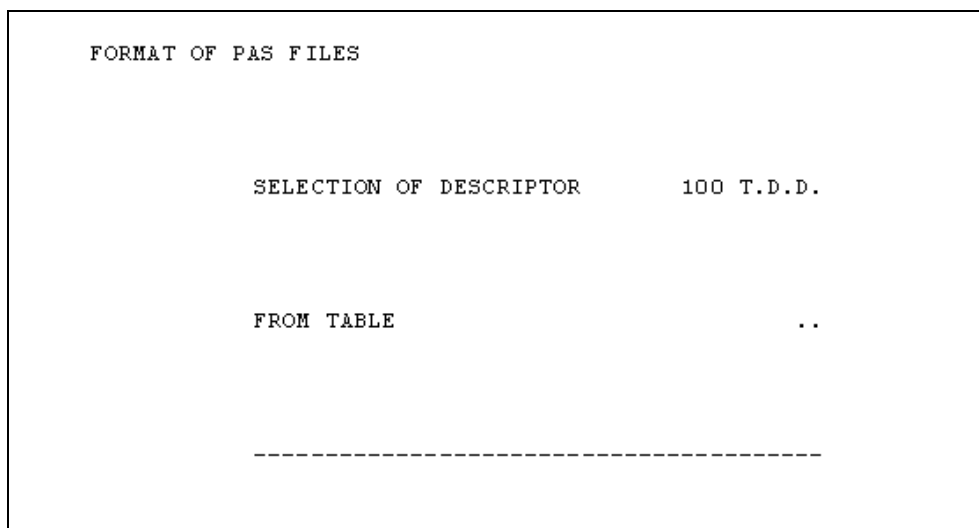 FORMAT OF PAS FILES
SELECTION OF DESCRIPTOR 100 T.D.D.
FROM TABLE ..
----------------------------------------